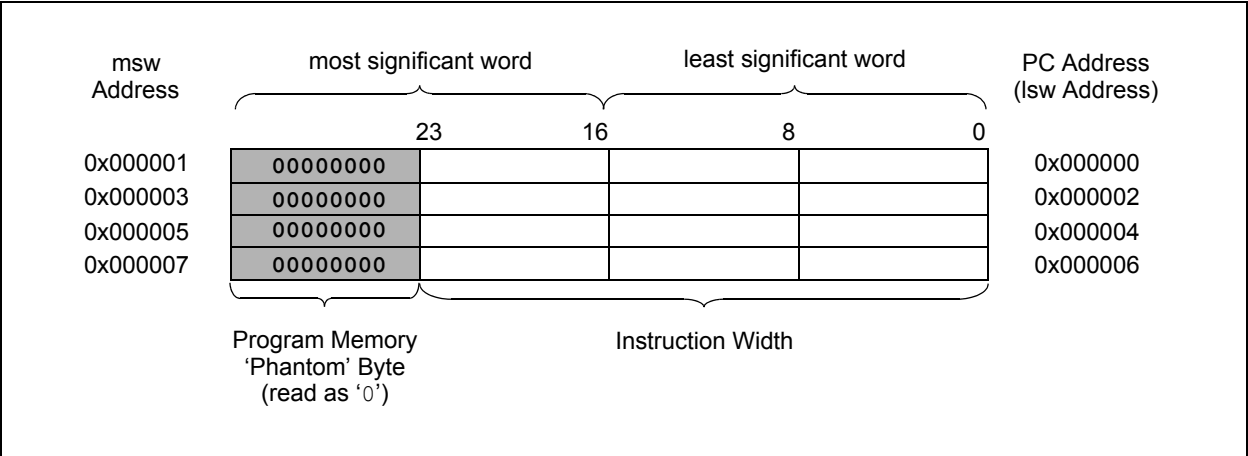 msw
Address
most significant word
least significant word
PC Address
(lsw Address)
23 16 8 0
0x000001 00000000 0x000000
0x000003 00000000 0x000002
0x000005 00000000 0x000004
0x000007 00000000 0x000006
Program Memory
‘Phantom’ Byte
(read as ‘0’)
Instruction Width